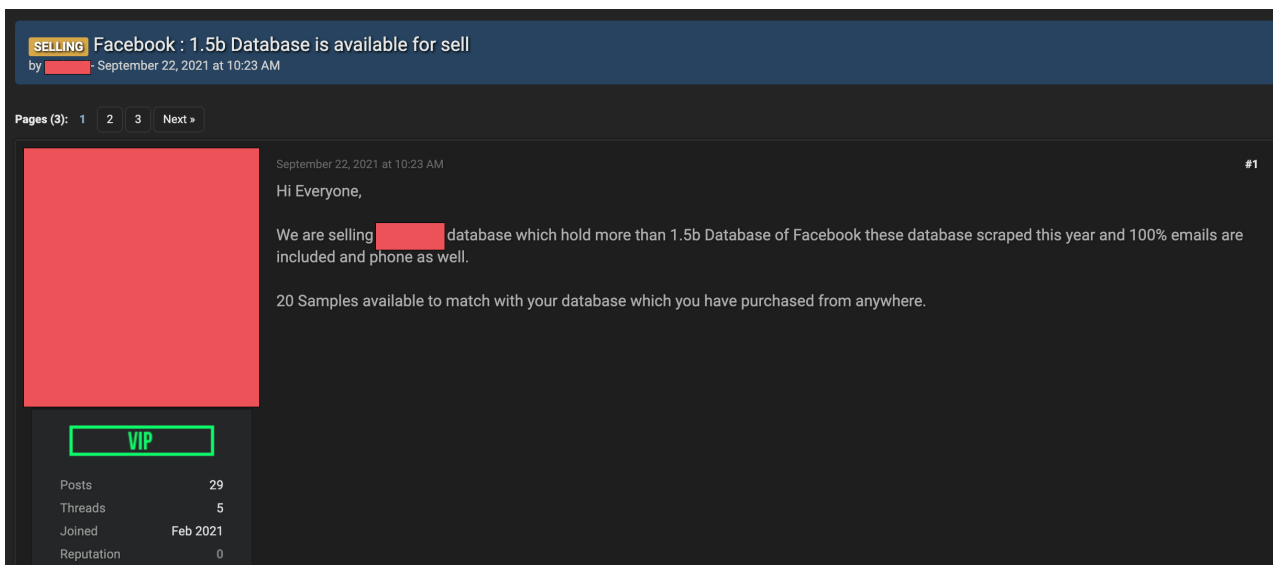 SELLING Facebook : 1.5b Database is available for sell
by - September 22, 2021 at 10:23 AM
Pages (3): 1 2 3 Next »
September 22, 2021 at 10:23 AM #1
Hi Everyone,
We are selling database which hold more than 1.5b Database of Facebook these database scraped this year and 100% emails are
included and phone as well.
20 Samples available to match with your database which you have purchased from anywhere.
VIP
Posts 29
Threads 5
Joined Feb 2021
Reputation 0